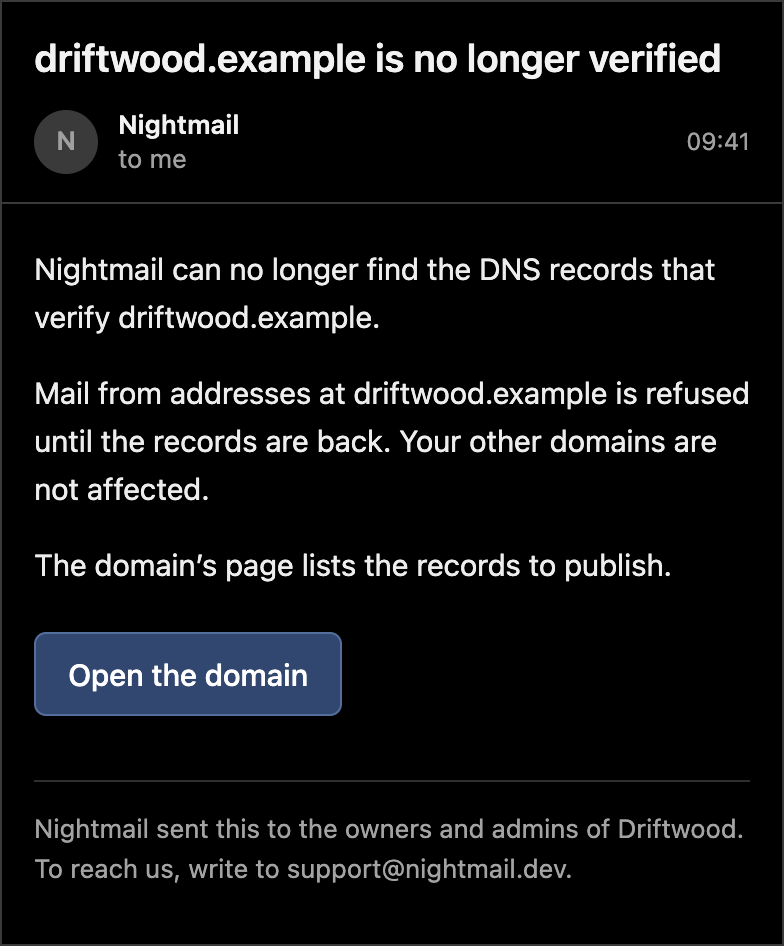 driftwood.example is no longer verified
N
Nightmail
to me
09:41
Nightmail can no longer find the DNS records that
verify driftwood.example.
Mail from addresses at driftwood.example is refused
until the records are back. Your other domains are
not affected.
The domain’s page lists the records to publish.
Open the domain
Nightmail sent this to the owners and admins of Driftwood.
To reach us, write to support@nightmail.dev.